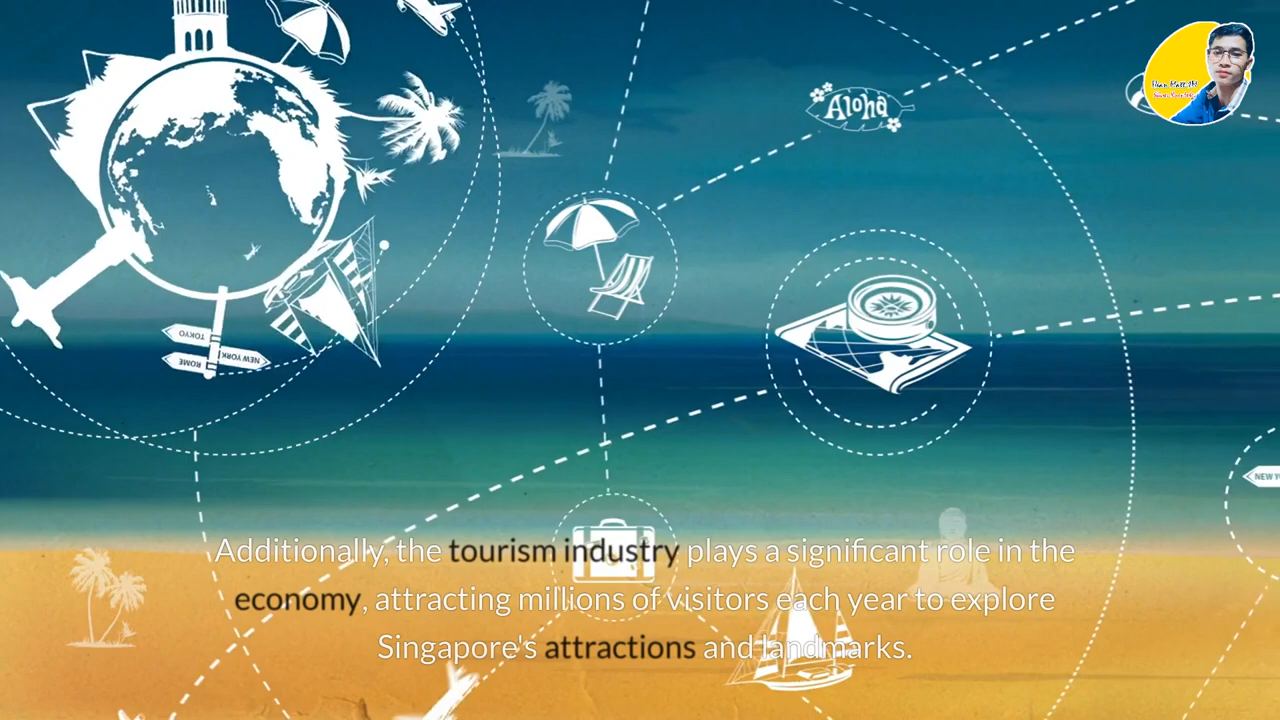 Aloha
TOKYO
NEW YORK
ROME
Additionally, the tourism industry plays a significant role in the
economy, attracting millions of visitors each year to explore
Singapore's attractions and landmarks.